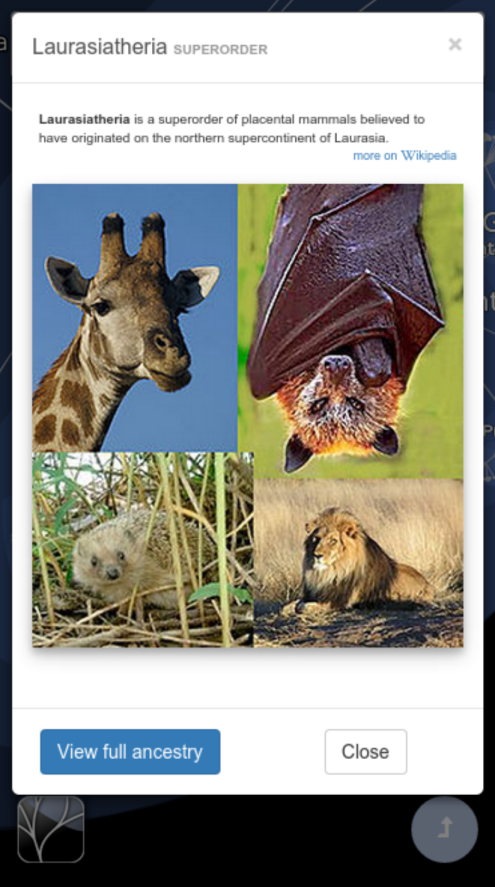 Laurasiatheria SUPERORDER ×
Laurasiatheria is a superorder of placental mammals believed to
have originated on the northern supercontinent of Laurasia.
more on Wikipedia
View full ancestry
Close